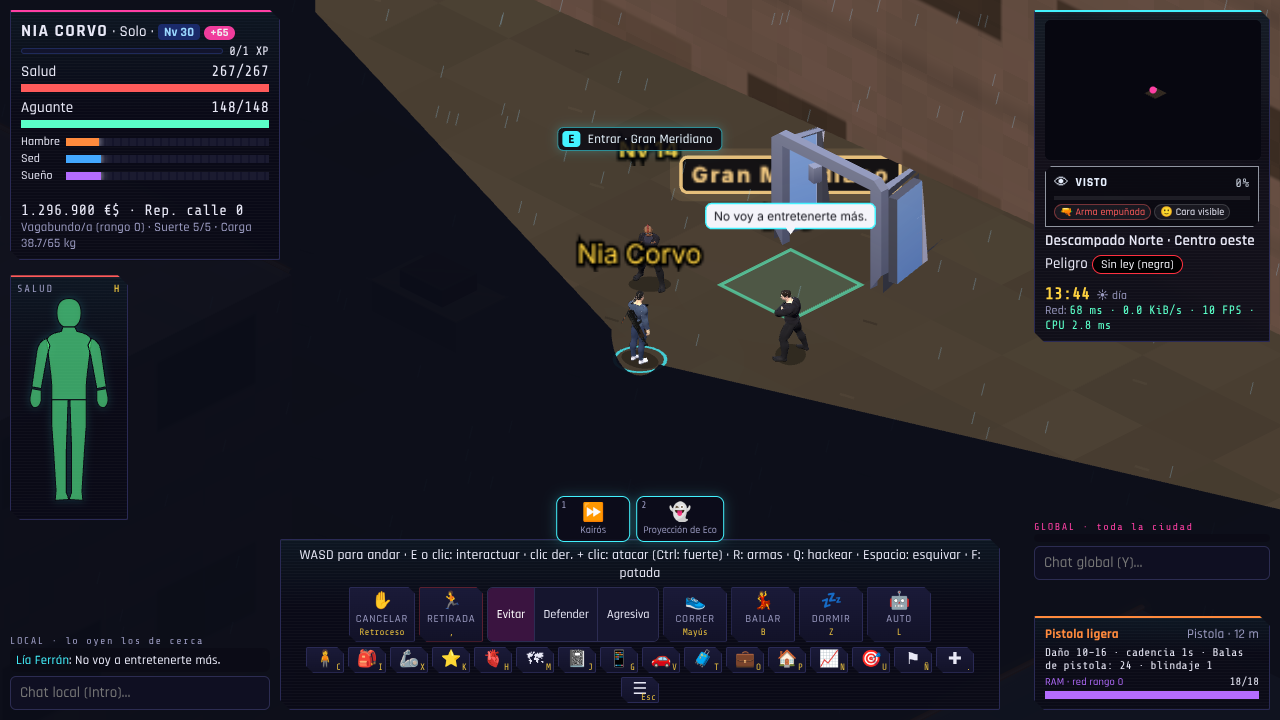 NIA CORVO · Solo · Nv 30 +65
0/1 XP
Salud 267/267
Aguante 148/148
Hambre
Sed
Sueño
1.296.900 €$ · Rep. calle 0
Vagabundo/a (rango 0) · Suerte 5/5 · Carga
38.7/65 kg
SALUD H
LOCAL · lo oyen los de cerca
Lía Ferrán: No voy a entretenerte más.
Chat local (Intro)...
E Entrar · Gran Meridiano
Nv 14
No voy a entretenerte más.
Nia Corvo
1 Kairós
2 Proyección de Eco
WASD para andar · E o clic: interactuar · clic der. + clic: atacar (Ctrl: fuerte) · R: armas · Q: hackear · Espacio: esquivar · F:
patada
CANCELAR Retroceso
RETIRADA ,
Evitar Defender Agresiva
CORRER Mayús
BAILAR B
DORMIR Z
AUTO L
C I X K H M J G V T O P N U Ñ .
Esc
VISTO 0%
Arma empuñada Cara visible
Descampado Norte · Centro oeste
Peligro Sin ley (negra)
13:44 día
Red: 68 ms · 0.0 KiB/s · 10 FPS ·
CPU 2.8 ms
GLOBAL · toda la ciudad
Chat global (Y)...
Pistola ligera Pistola · 12 m
Daño 10-16 · cadencia 1s · Balas
de pistola: 24 · blindaje 1
RAM · red rango 0 18/18